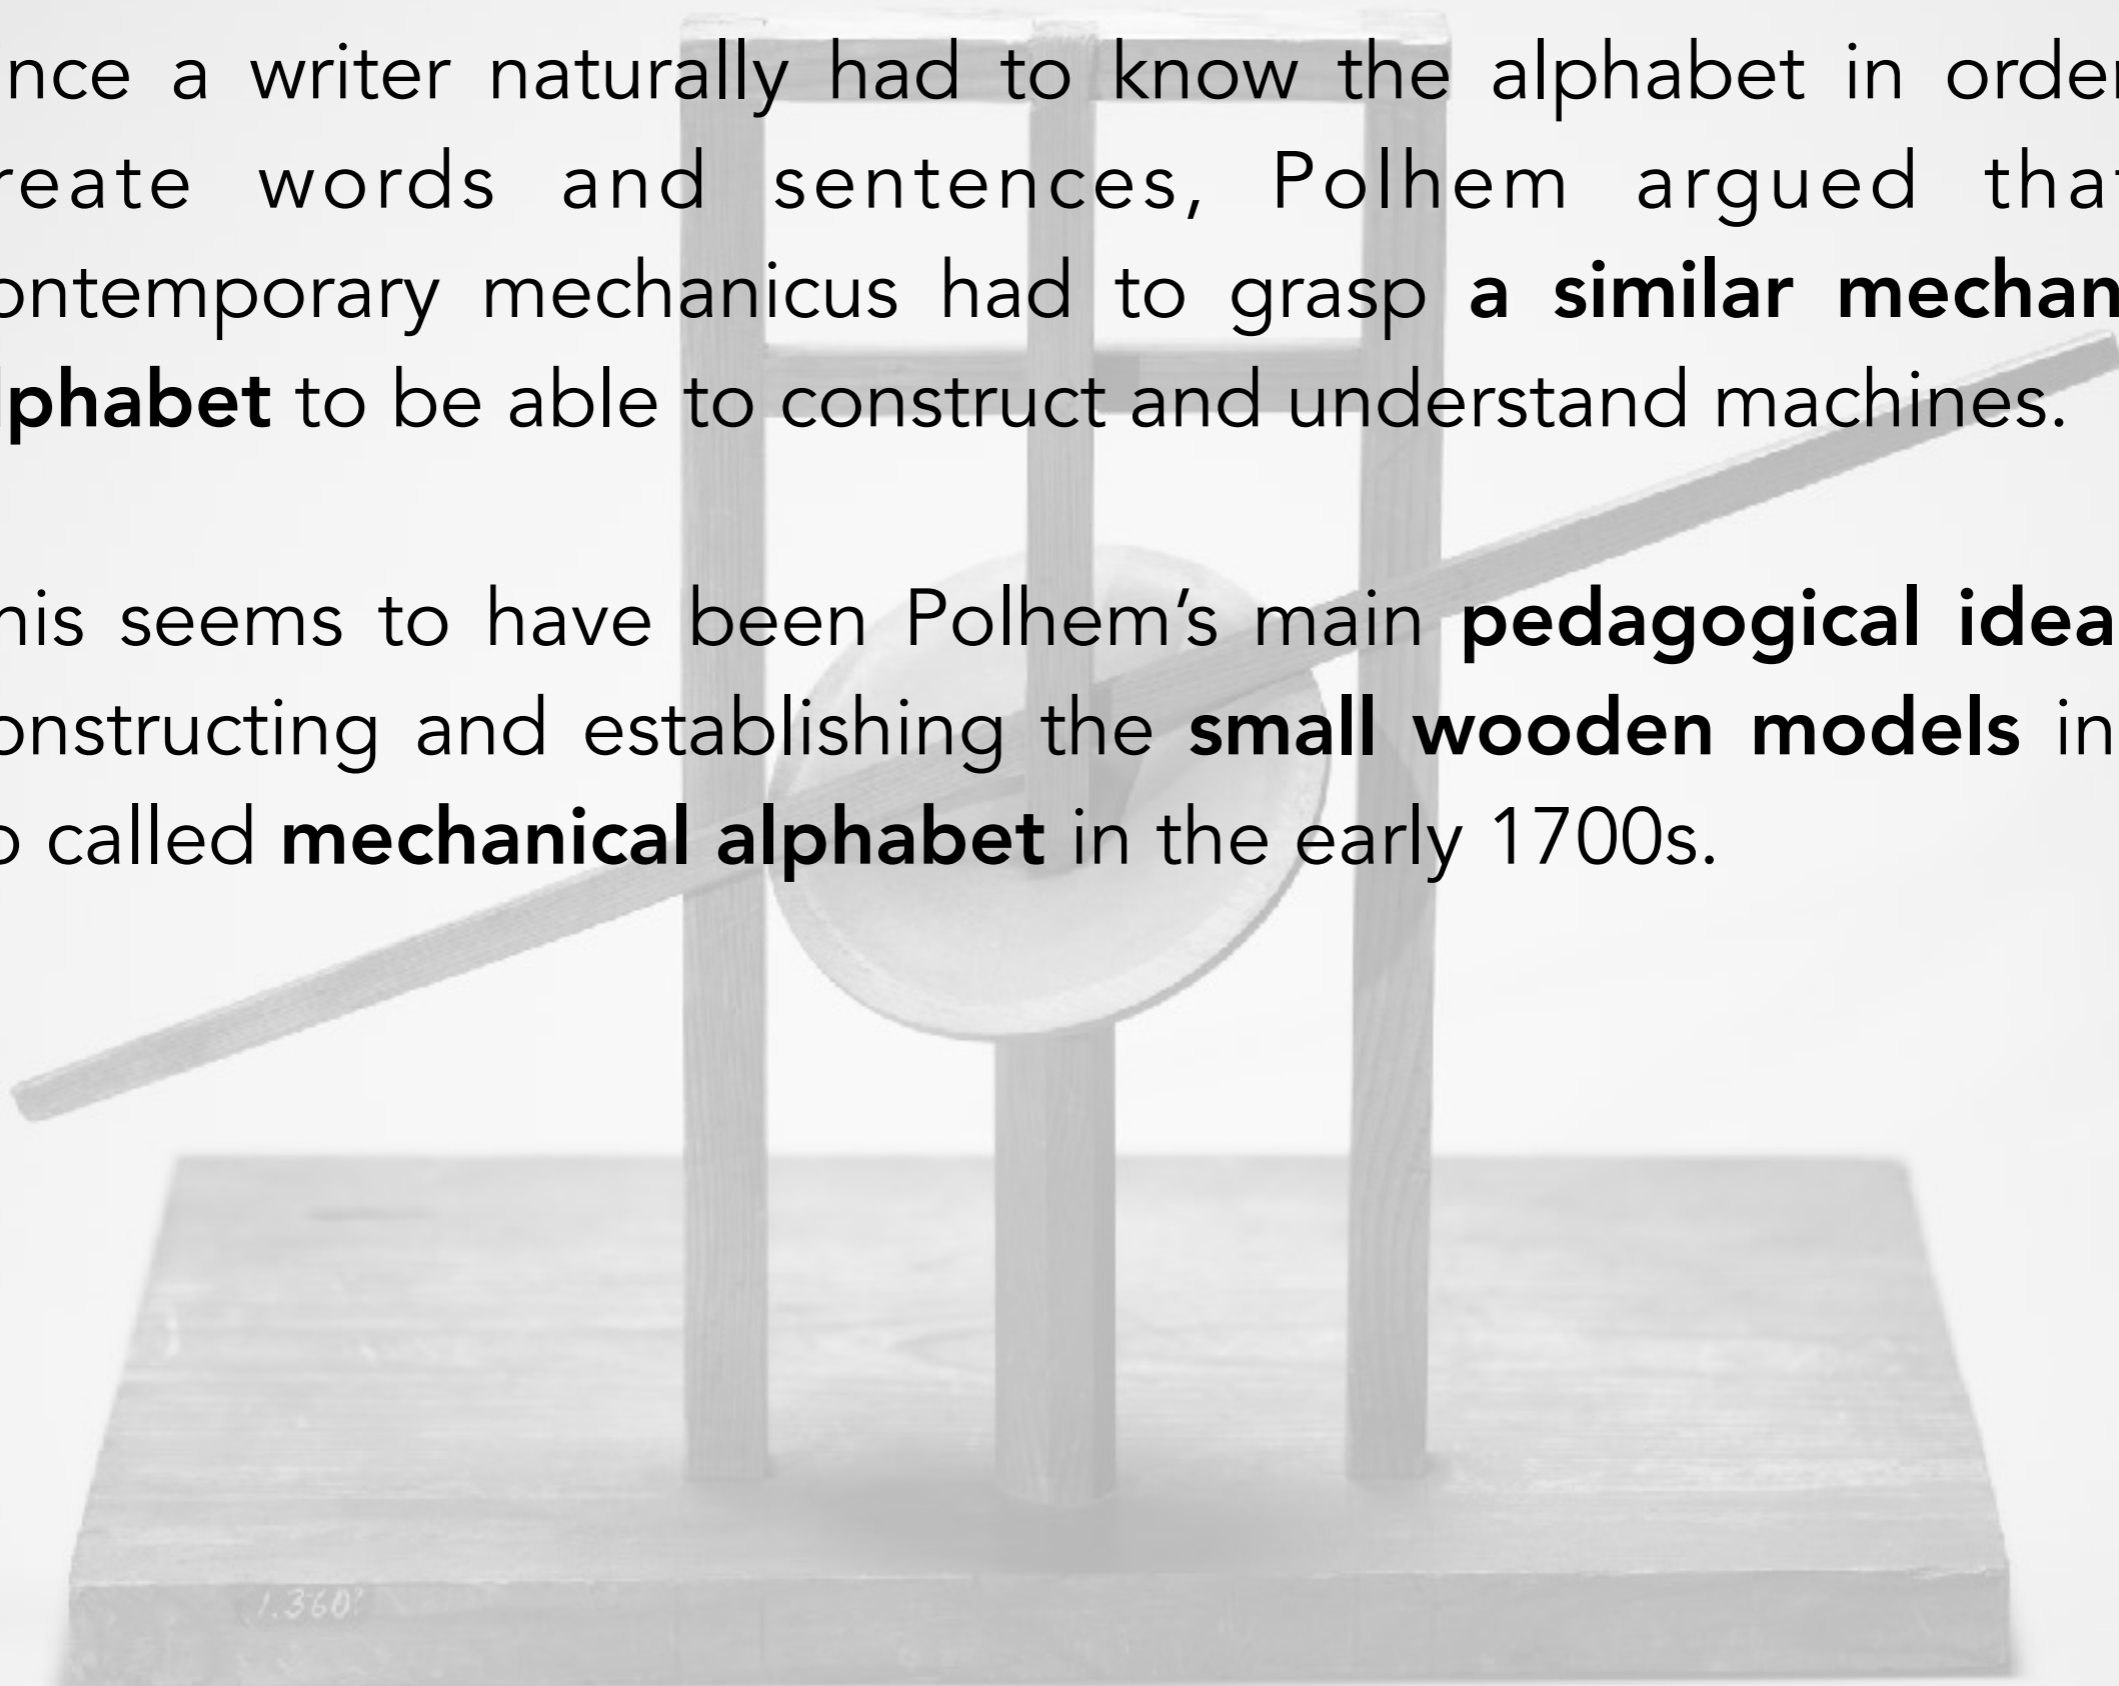 nce a writer naturally had to know the alphabet in order
reate words and sentences, Polhem argued that
ontemporary mechanicus had to grasp a similar mechan
lphabet to be able to construct and understand machines.
his seems to have been Polhem’s main pedagogical idea
onstructing and establishing the small wooden models in
o called mechanical alphabet in the early 1700s.
1.360?